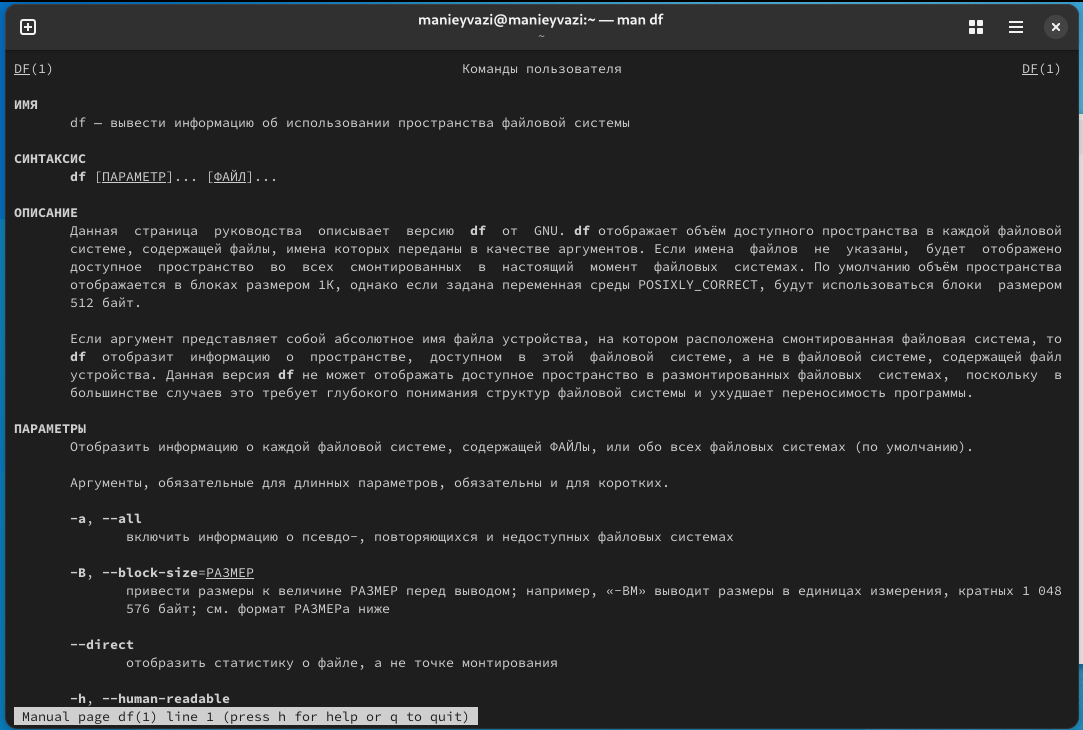 manieyvazi@manieyvazi:~ — man df
~
DF(1) Команды пользователя DF(1)
ИМЯ
df – вывести информацию об использовании пространства файловой системы
СИНТАКСИС
df [ПАРАМЕТР]... [ФАЙЛ]...
ОПИСАНИЕ
Данная страница руководства описывает версию df от GNU. df отображает объём доступного пространства в каждой файловой
системе, содержащей файлы, имена которых переданы в качестве аргументов. Если имена файлов не указаны, будет отображено
доступное пространство во всех смонтированных в настоящий момент файловых системах. По умолчанию объём пространства
отображается в блоках размером 1K, однако если задана переменная среды POSIXLY_CORRECT, будут использоваться блоки размером
512 байт.
Если аргумент представляет собой абсолютное имя файла устройства, на котором расположена смонтированная файловая система, то
df отобразит информацию о пространстве, доступном в этой файловой системе, а не в файловой системе, содержащей файл
устройства. Данная версия df не может отображать доступное пространство в размонтированных файловых системах, поскольку в
большинстве случаев это требует глубокого понимания структур файловой системы и ухудшает переносимость программы.
ПАРАМЕТРЫ
Отобразить информацию о каждой файловой системе, содержащей ФАЙЛы, или обо всех файловых системах (по умолчанию).
Аргументы, обязательные для длинных параметров, обязательны и для коротких.
-a, --all
включить информацию о псевдо-, повторяющихся и недоступных файловых системах
-B, --block-size=РАЗМЕР
привести размеры к величине РАЗМЕР перед выводом; например, «-BM» выводит размеры в единицах измерения, кратных 1 048
576 байт; см. формат РАЗМЕРа ниже
--direct
отобразить статистику о файле, а не точке монтирования
-h, --human-readable
Manual page df(1) line 1 (press h for help or q to quit)